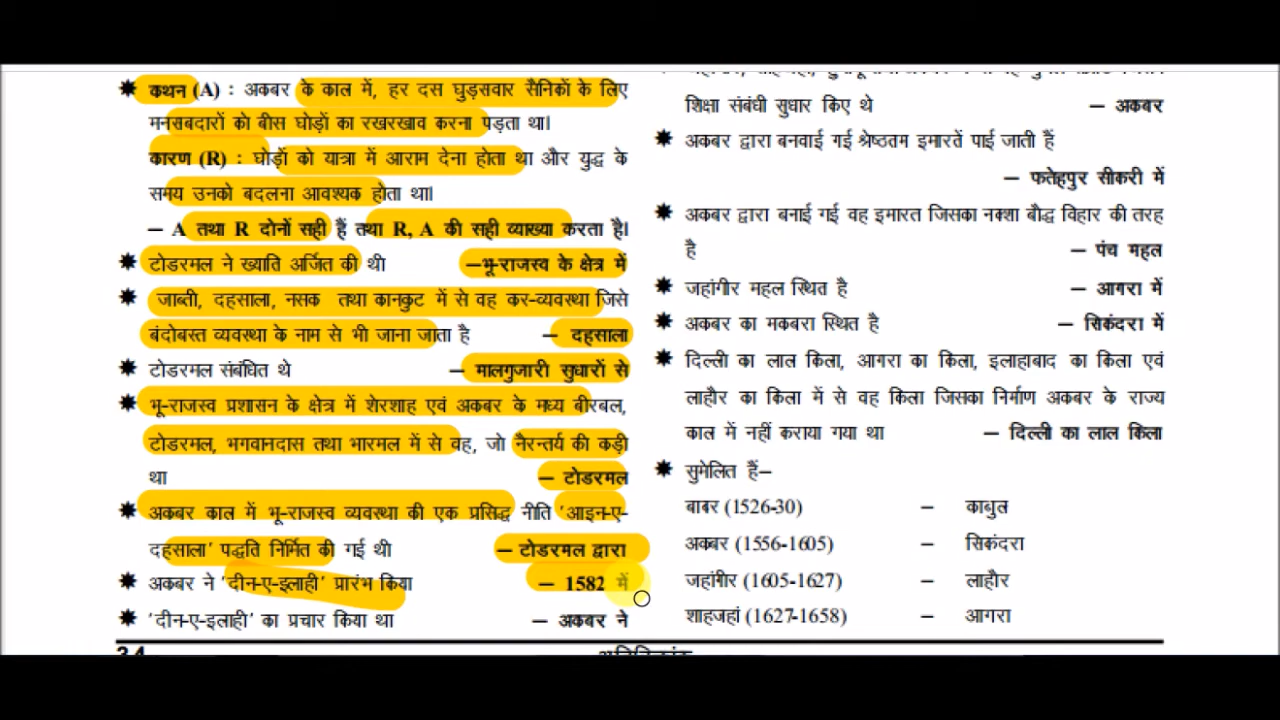 कथन (A) : अकबर के काल में, हर दस घुड़सवार सैनिकों के लिए
मनसबदारों को बीस घोड़ों का रखरखाव करना पड़ता था।
कारण (R) : घोड़ों को यात्रा में आराम देना होता था और युद्ध के
समय उनको बदलना आवश्यक होता था।
– A तथा R दोनों सही हैं तथा R, A की सही व्याख्या करता है।
टोडरमल ने ख्याति अर्जित की थी –भू-राजस्व के क्षेत्र में
जाब्ती, दहसाला, नसक तथा कानकुट में से वह कर-व्यवस्था जिसे
बंदोबस्त व्यवस्था के नाम से भी जाना जाता है – दहसाला
टोडरमल संबंधित थे – मालगुजारी सुधारों से
भू-राजस्व प्रशासन के क्षेत्र में शेरशाह एवं अकबर के मध्य बीरबल,
टोडरमल, भगवानदास तथा भारमल में से वह, जो नैरन्तर्य की कड़ी
था – टोडरमल
अकबर काल में भू-राजस्व व्यवस्था की एक प्रसिद्ध नीति 'आइन-ए-
दहसाला' पद्धति निर्मित की गई थी – टोडरमल द्वारा
अकबर ने 'दीन-ए-इलाही' प्रारंभ किया – 1582 में
'दीन-ए-इलाही' का प्रचार किया था – अकबर ने
34
शिक्षा संबंधी सुधार किए थे – अकबर
अकबर द्वारा बनवाई गई श्रेष्ठतम इमारतें पाई जाती हैं
– फतेहपुर सीकरी में
अकबर द्वारा बनाई गई वह इमारत जिसका नक्शा बौद्ध विहार की तरह
है – पंच महल
जहांगीर महल स्थित है – आगरा में
अकबर का मकबरा स्थित है – सिकंदरा में
दिल्ली का लाल किला, आगरा का किला, इलाहाबाद का किला एवं
लाहौर का किला में से वह किला जिसका निर्माण अकबर के राज्य
काल में नहीं कराया गया था – दिल्ली का लाल किला
सुमेलित हैं–
बाबर (1526-30) – काबुल
अकबर (1556-1605) – सिकंदरा
जहांगीर (1605-1627) – लाहौर
शाहजहां (1627-1658) – आगरा